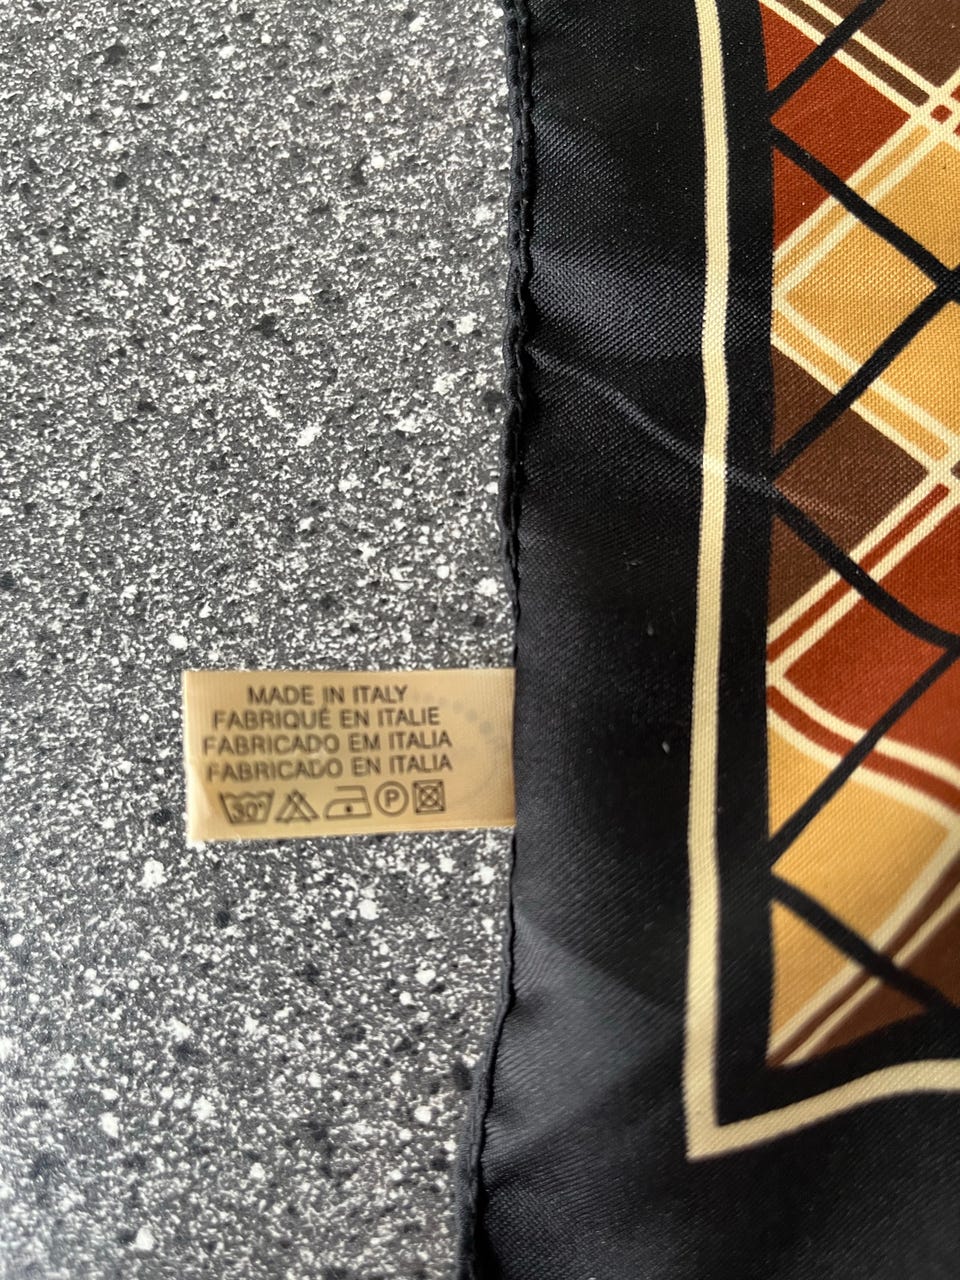 MADE IN ITALY
FABRIQUÉ EN ITALIE
FABRICADO EM ITALIA
FABRICADO EN ITALIA
30° P